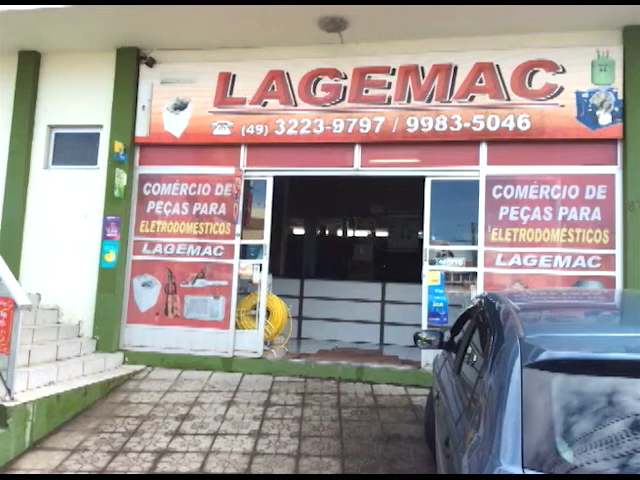 LAGEMAC
(49) 3223-9797 / 9983-5046
COMÉRCIO DE
PEÇAS PARA
ELETRODOMÉSTICOS
LAGEMAC
COMÉRCIO DE
PEÇAS PARA
ELETRODOMÉSTICOS
LAGEMAC